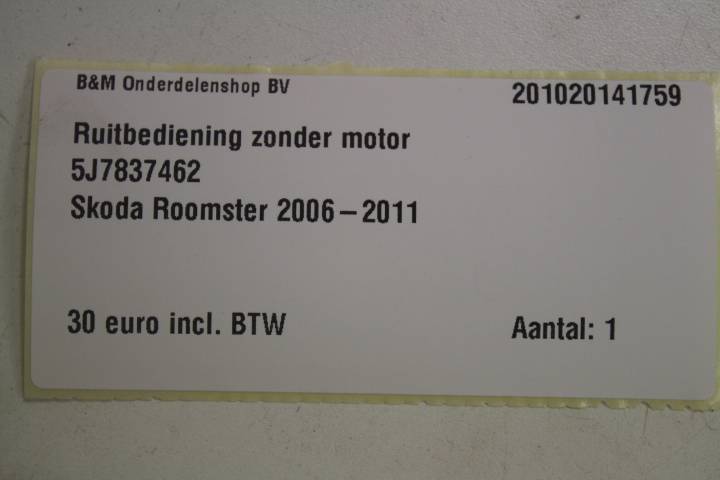 B&M Onderdelenshop BV
201020141759
Ruitbediening zonder motor
5J7837462
Skoda Roomster 2006-2011
30 euro incl. BTW
Aantal: 1